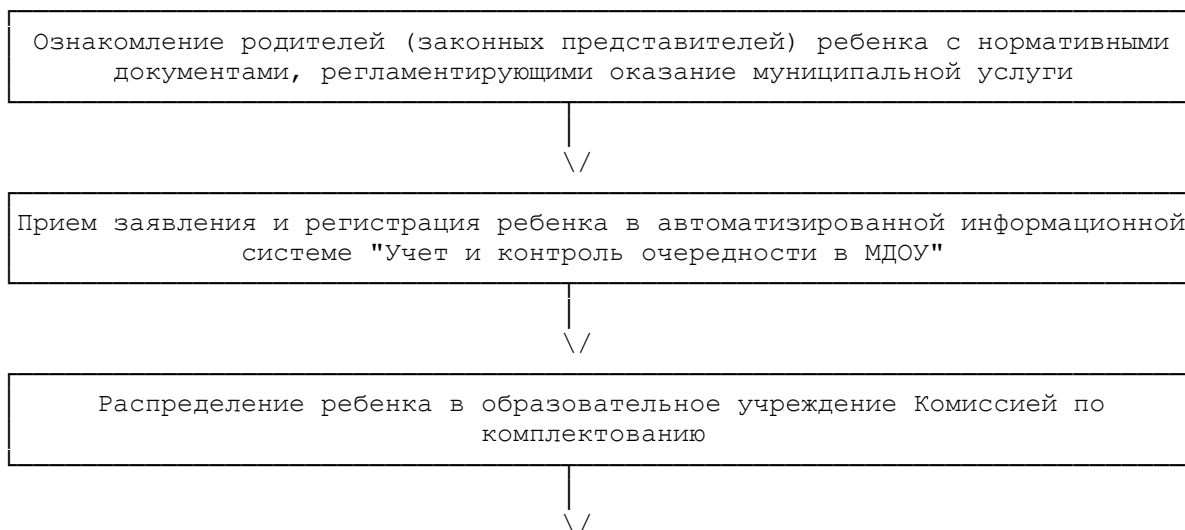 Ознакомление родителей (законных представителей) ребенка с нормативными
документами, регламентирующими оказание муниципальной услуги
Прием заявления и регистрация ребенка в автоматизированной информационной
системе "Учет и контроль очередности в МДОУ"
Распределение ребенка в образовательное учреждение Комиссией по
комплектованию